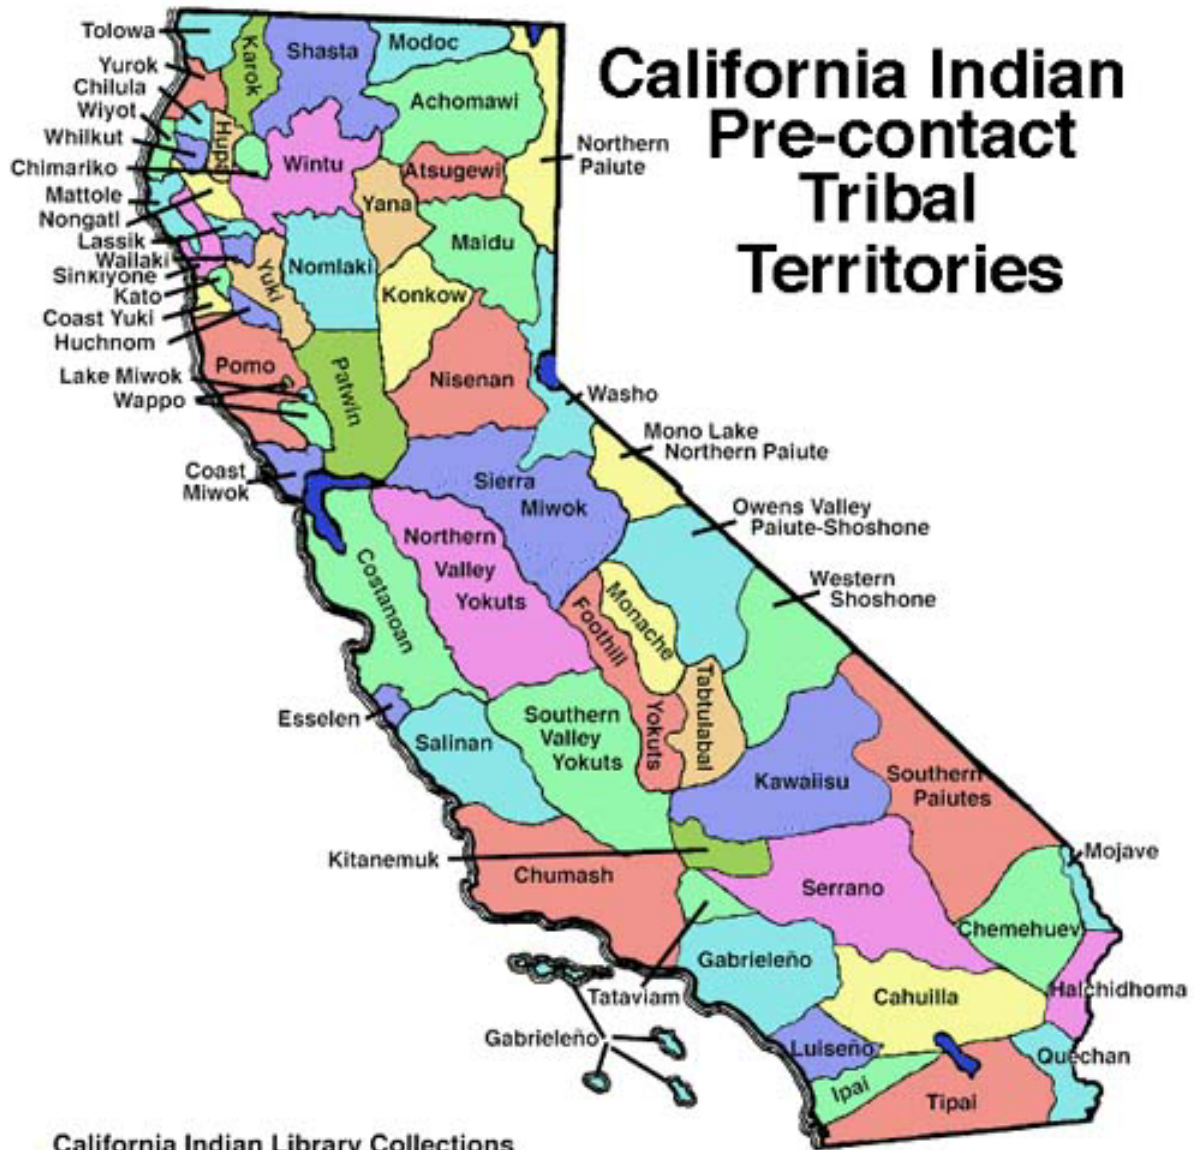 California Indian
Pre-contact
Tribal
Territories
Tolowa
Yurok
Chilula
Wiyot
Whilkut
Chimariko
Mattole
Nongatl
Lassik
Wailaki
Sinkiyone
Kato
Coast Yuki
Huchnom
Lake Miwok
Wappo
Coast
Miwok
Karok
Shasta
Modoc
Achomawi
Hupa
Wintu
Atsugewi
Yana
Northern
Paiute
Maidu
Yuki
Nomlaki
Konkow
Pomo
Patwin
Nisenan
Washo
Mono Lake
Northern Paiute
Sierra
Miwok
Owens Valley
Paiute-Shoshone
Northern
Valley
Yokuts
Costanoan
Western
Shoshone
Foothill
Yokuts
Monache
Tabtulabal
Esselen
Salinan
Southern
Valley
Yokuts
Kawaiisu
Southern
Paiutes
Kitanemuk
Chumash
Serrano
Mojave
Chemehuevi
Tataviam
Gabrieleño
Gabrieleño
Cahuilla
Halchidhoma
Luiseño
Quechan
Ipai
Tipai
California Indian Library Collections